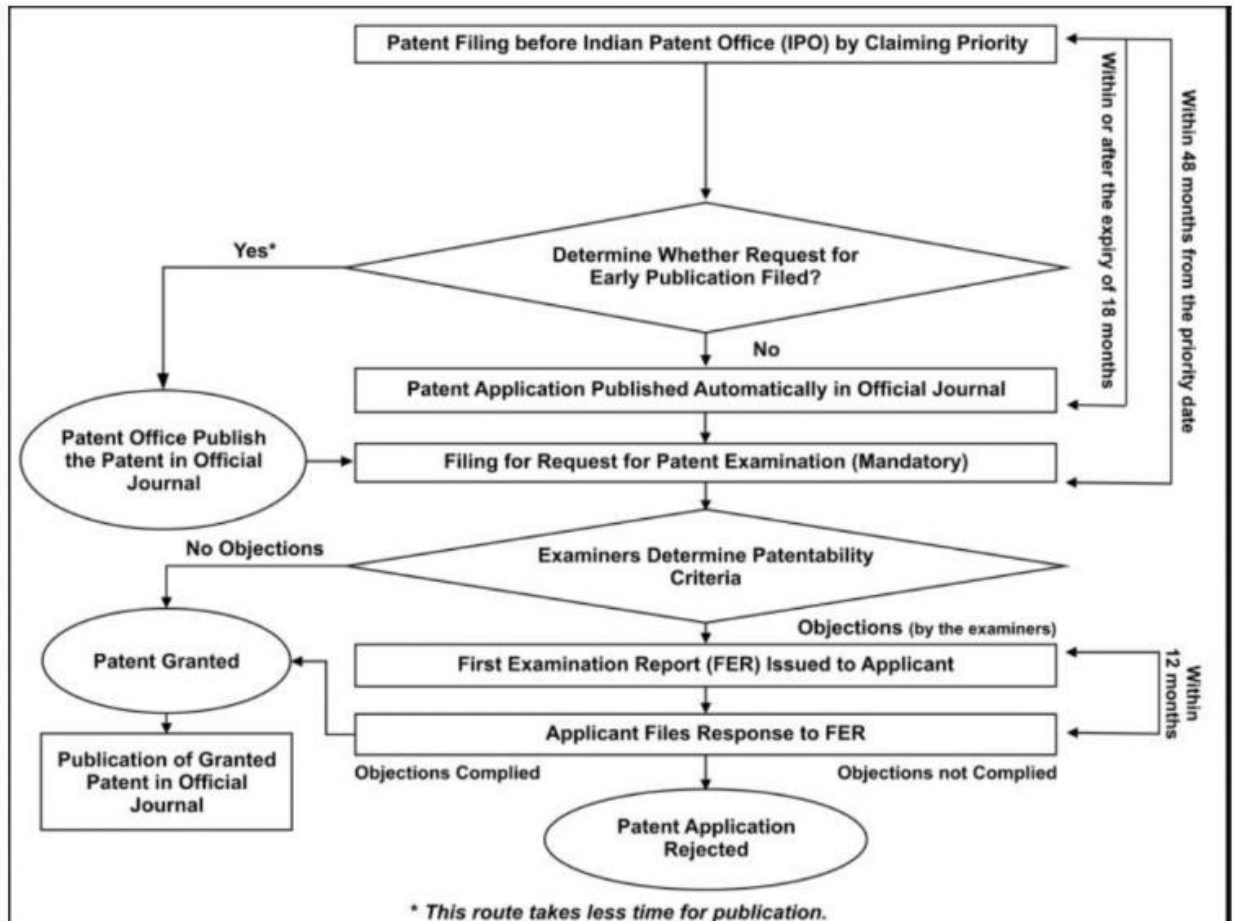 Patent Filing before Indian Patent Office (IPO) by Claiming Priority
Within or after the expiry of 18 months
Within 48 months from the priority date
Determine Whether Request for
Early Publication Filed?
Yes*
No
Patent Application Published Automatically in Official Journal
Patent Office Publish
the Patent in Official
Journal
Filing for Request for Patent Examination (Mandatory)
Examiners Determine Patentability
Criteria
No Objections
Objections (by the examiners)
Patent Granted
First Examination Report (FER) Issued to Applicant
Within
12 months
Applicant Files Response to FER
Publication of Granted
Patent in Official
Journal
Objections Complied
Objections not Complied
Patent Application
Rejected
* This route takes less time for publication.